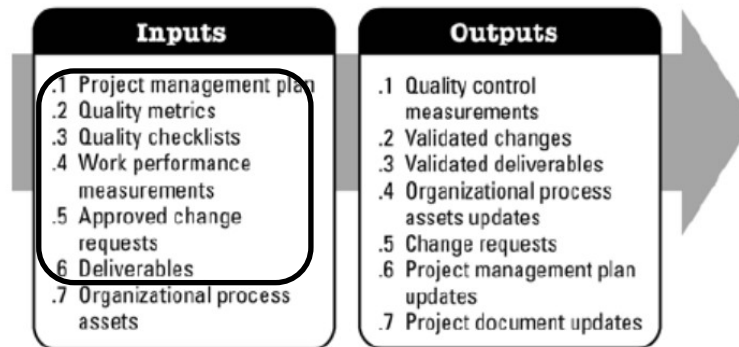 Inputs
.1 Project management plan
.2 Quality metrics
.3 Quality checklists
.4 Work performance
measurements
.5 Approved change
requests
.6 Deliverables
.7 Organizational process
assets
Outputs
.1 Quality control
measurements
.2 Validated changes
.3 Validated deliverables
.4 Organizational process
assets updates
.5 Change requests
.6 Project management plan
updates
.7 Project document updates